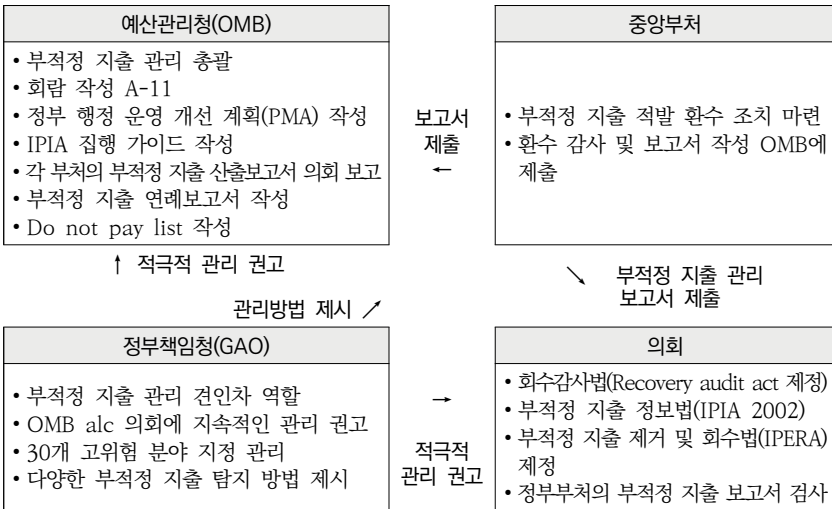 예산관리청(OMB)
• 부적정 지출 관리 총괄
• 회람 작성 A-11
• 정부 행정 운영 개선 계획(PMA) 작성
• IPIA 집행 가이드 작성
• 각 부처의 부적정 지출 산출보고서 의회 보고
• 부적정 지출 연례보고서 작성
• Do not pay list 작성
보고서
제출
←
중앙부처
• 부적정 지출 적발 환수 조치 마련
• 환수 감사 및 보고서 작성 OMB에
제출
↑ 적극적 관리 권고
관리방법 제시 ↗
↘ 부적정 지출 관리
보고서 제출
정부책임청(GAO)
• 부적정 지출 관리 견인차 역할
• OMB alc 의회에 지속적인 관리 권고
• 30개 고위험 분야 지정 관리
• 다양한 부적정 지출 탐지 방법 제시
→
적극적
관리 권고
의회
• 회수감사법(Recovery audit act 제정)
• 부적정 지출 정보법(IPIA 2002)
• 부적정 지출 제거 및 회수법(IPERA)
제정
• 정부부처의 부적정 지출 보고서 검사